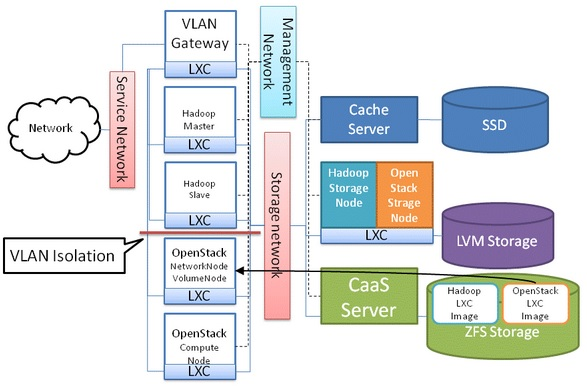 VLAN
Gateway
LXC
Management
Network
Service Network
Network
Hadoop
Master
LXC
Cache
Server
SSD
Storage network
Hadoop
Slave
LXC
Hadoop
Storage
Node
Open
Stack
Strage
Node
LXC
LVM Storage
VLAN Isolation
OpenStack
NetworkNode
VolumeNode
LXC
CaaS
Server
Hadoop
LXC
Image
OpenStack
LXC
Image
ZFS Storage
OpenStack
Compute
Node
LXC